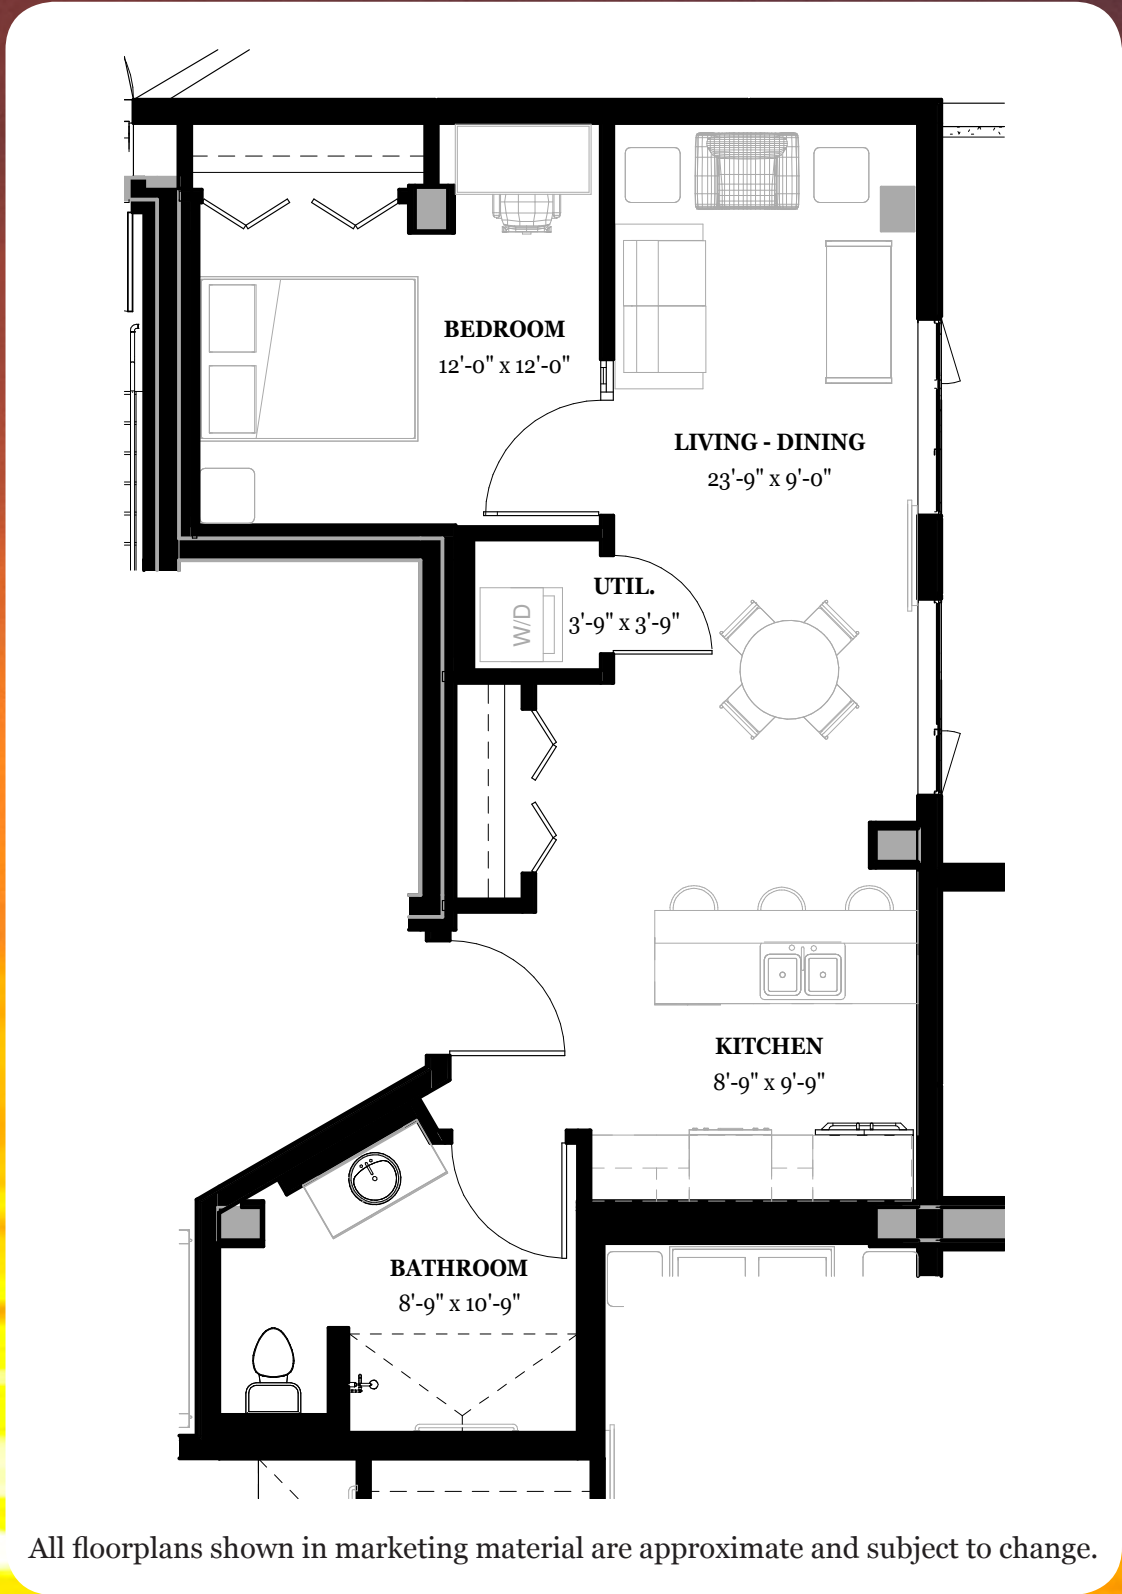 BEDROOM
12'-0" x 12'-0"
LIVING - DINING
23'-9" x 9'-0"
UTIL.
3'-9" x 3'-9"
W/D
KITCHEN
8'-9" x 9'-9"
BATHROOM
8'-9" x 10'-9"
All floorplans shown in marketing material are approximate and subject to change.